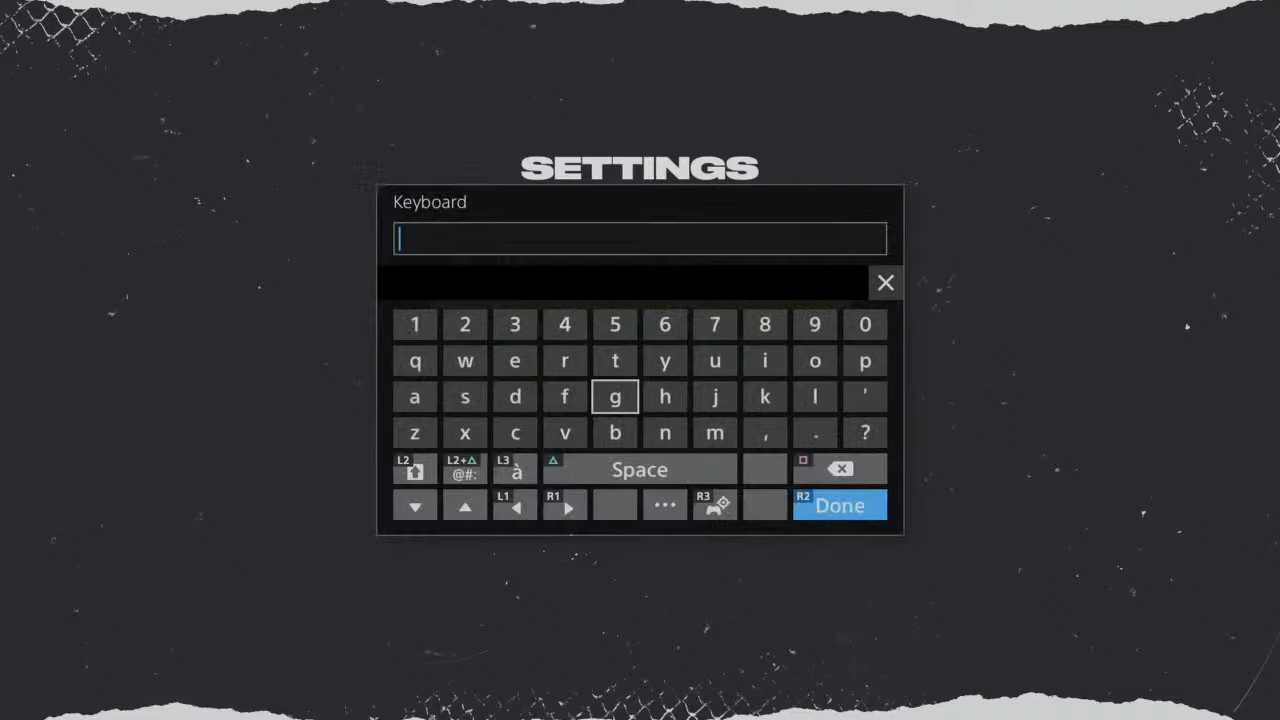 SETTINGS
Keyboard
1 2 3 4 5 6 7 8 9 0
q w e r t y u i o p
a s d f g h j k l '
z x c v b n m , . ?
L2 L2+△ @#: L3 à △ Space □
L1 R1 ... R3 R2 Done